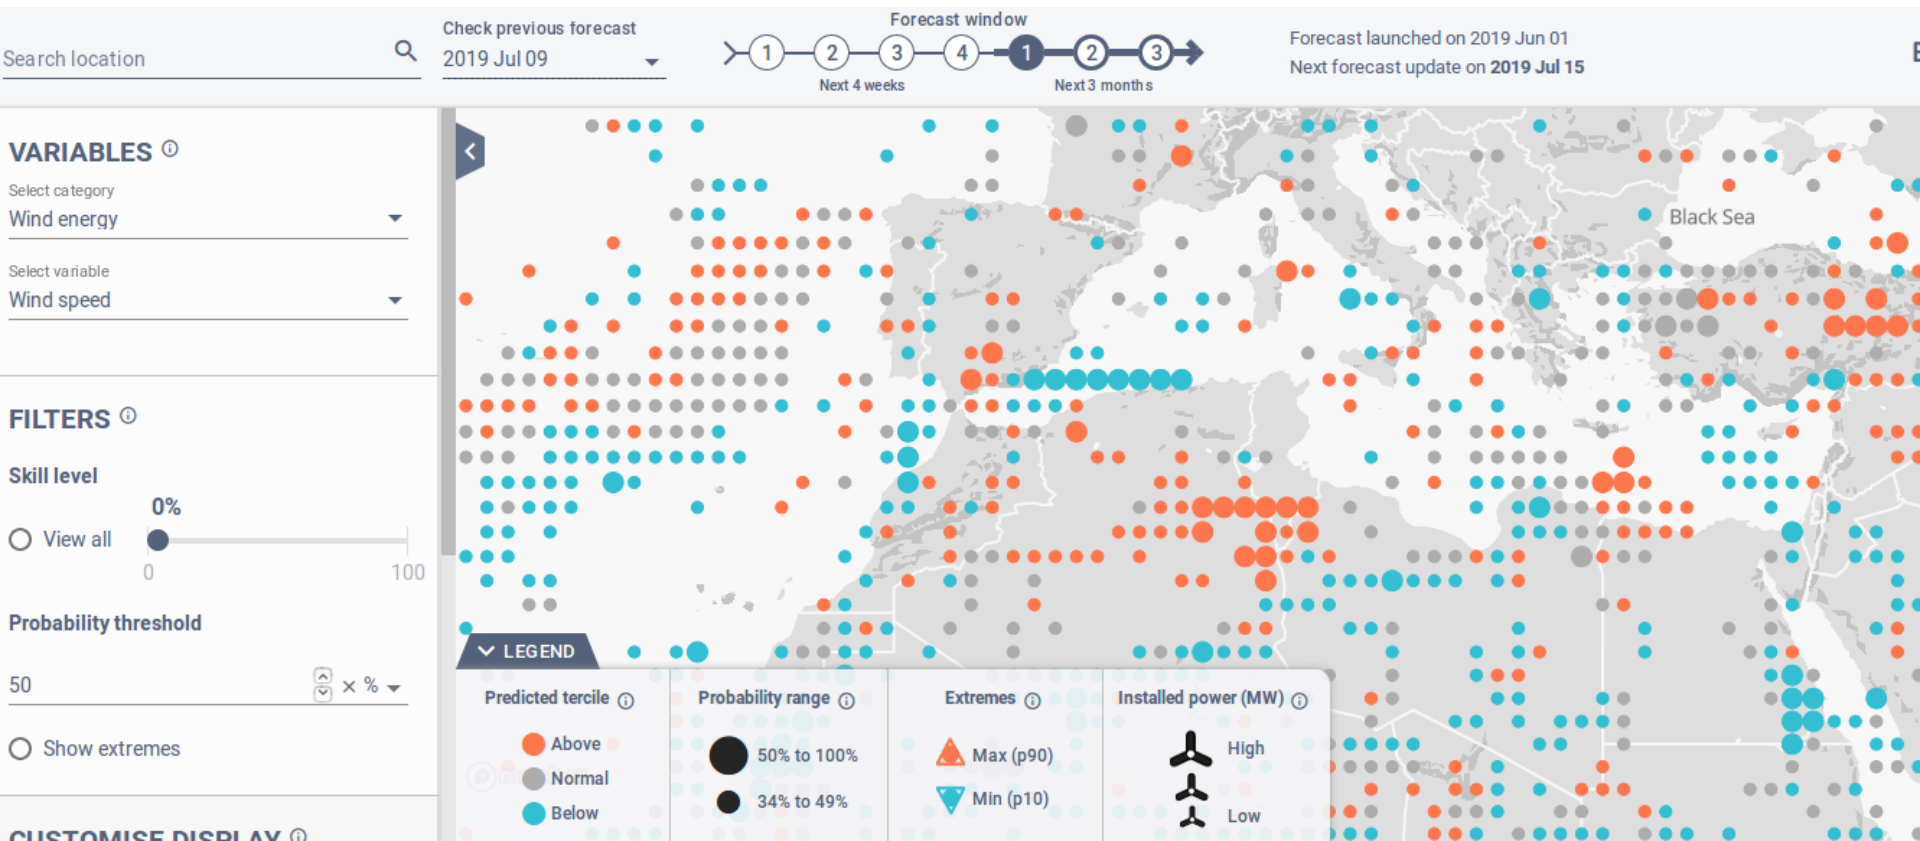 Search location
Check previous forecast
2019 Jul 09
Forecast window
1 2 3 4 1 2 3
Next 4 weeks Next 3 months
Forecast launched on 2019 Jun 01
Next forecast update on 2019 Jul 15
VARIABLES
Select category
Wind energy
Select variable
Wind speed
FILTERS
Skill level
0%
View all
0 100
Probability threshold
50 × %
Show extremes
CUSTOMISE DISPLAY
Black Sea
LEGEND
Predicted tercile
Above
Normal
Below
Probability range
50% to 100%
34% to 49%
Extremes
Max (p90)
Min (p10)
Installed power (MW)
High
Low